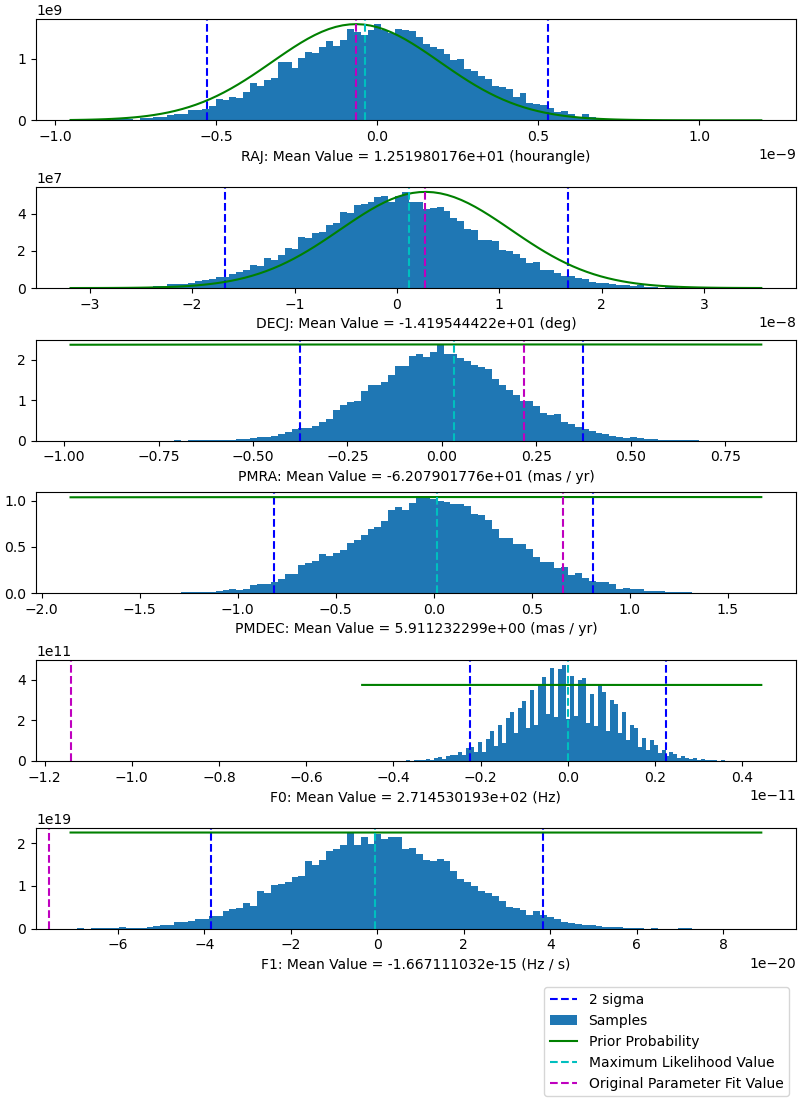 1e9
1
0
−1.0 −0.5 0.0 0.5 1.0
1e−9
RAJ: Mean Value = 1.251980176e+01 (hourangle)
1e7
4
2
0
−3 −2 −1 0 1 2 3
1e−8
DECJ: Mean Value = -1.419544422e+01 (deg)
2
1
0
−1.00 −0.75 −0.50 −0.25 0.00 0.25 0.50 0.75
PMRA: Mean Value = -6.207901776e+01 (mas / yr)
1.0
0.5
0.0
−2.0 −1.5 −1.0 −0.5 0.0 0.5 1.0 1.5
PMDEC: Mean Value = 5.911232299e+00 (mas / yr)
1e11
4
2
0
−1.2 −1.0 −0.8 −0.6 −0.4 −0.2 0.0 0.2 0.4
1e−11
F0: Mean Value = 2.714530193e+02 (Hz)
1e19
2
1
0
−6 −4 −2 0 2 4 6 8
1e−20
F1: Mean Value = -1.667111032e-15 (Hz / s)
2 sigma
Samples
Prior Probability
Maximum Likelihood Value
Original Parameter Fit Value